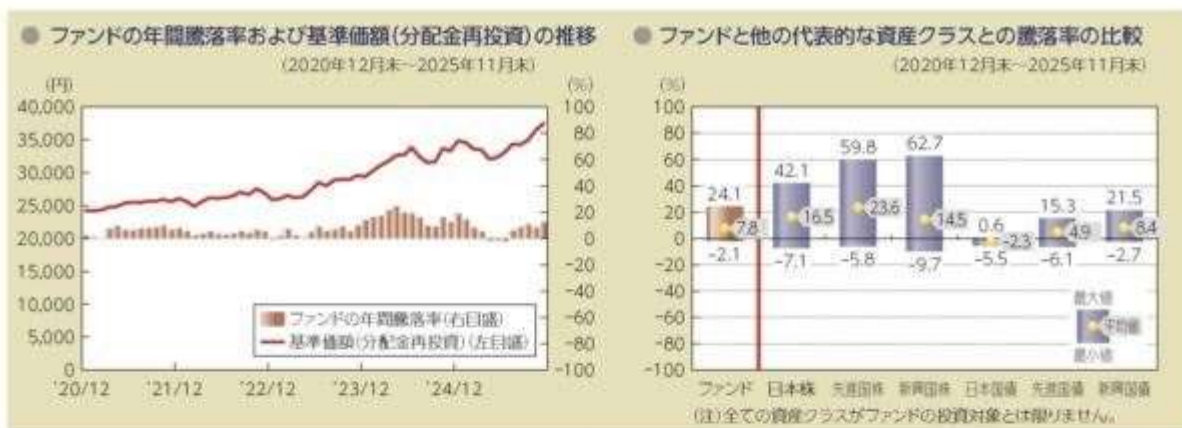 ● ファンドの年間騰落率および基準価額(分配金再投資)の推移
(2020年12月末～2025年11月末)
(円)
(%)
40,000
35,000
30,000
25,000
20,000
15,000
10,000
5,000
0
100
80
60
40
20
0
-20
-40
-60
-80
-100
ファンドの年間騰落率(右目盛)
基準価額(分配金再投資)(左目盛)
'20/12 '21/12 '22/12 '23/12 '24/12
● ファンドと他の代表的な資産クラスとの騰落率の比較
(2020年12月末～2025年11月末)
(%)
100
80
60
40
20
0
-20
-40
-60
-80
-100
24.1 42.1 59.8 62.7 0.6 15.3 21.5
7.8 16.5 23.6 14.5 -2.3 4.9 8.4
-2.1 -7.1 -5.8 -9.7 -5.5 -6.1 -2.7
最大値
平均値
最小値
ファンド 日本株 先進国株 新興国株 日本国債 先進国債 新興国債
(注)全ての資産クラスがファンドの投資対象とは限りません。